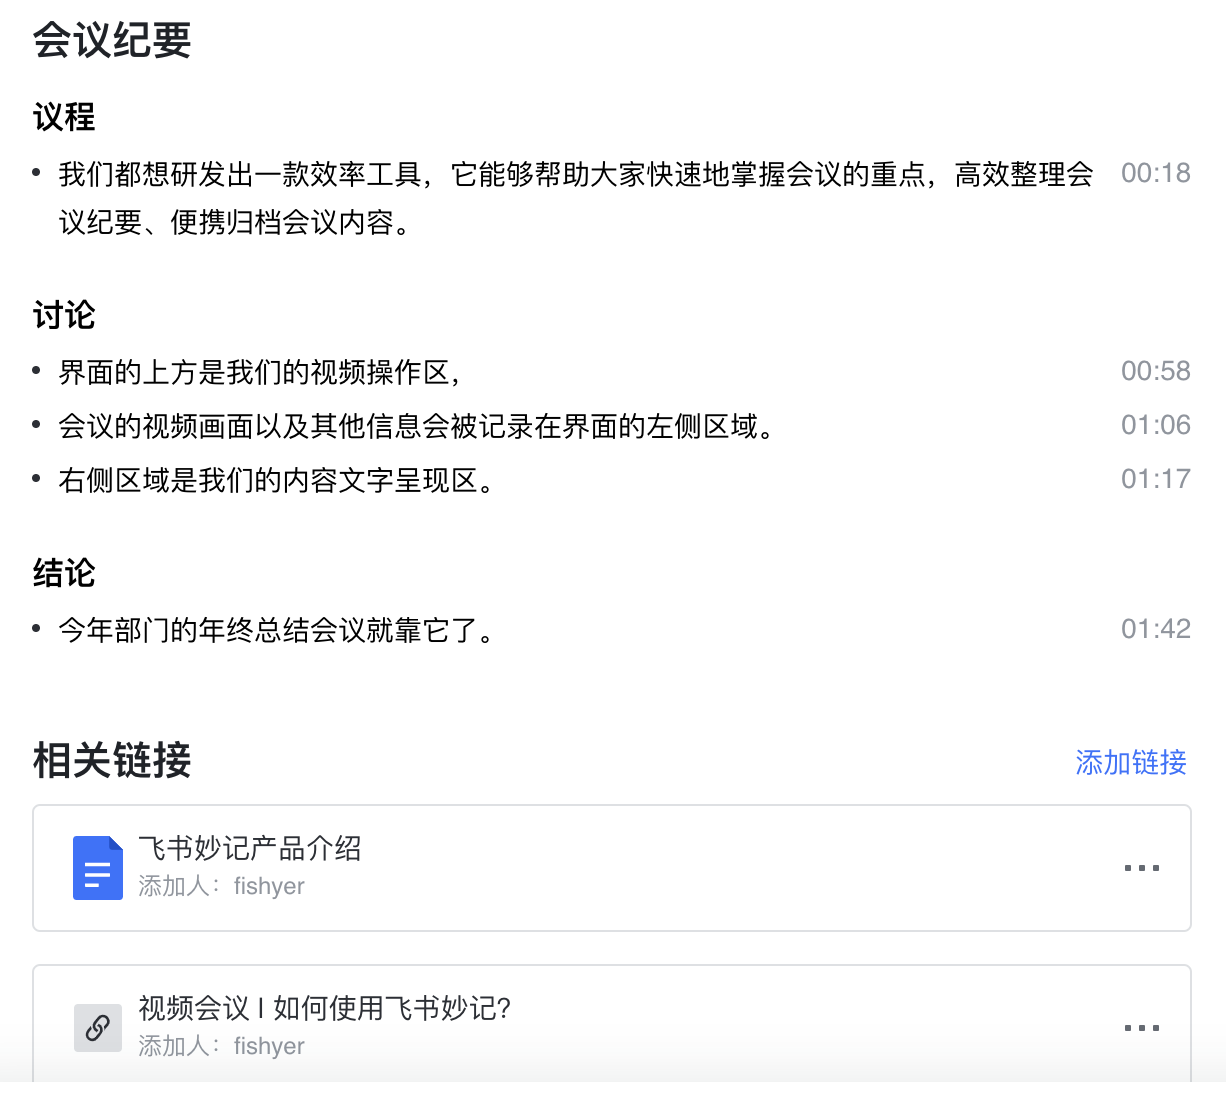 会议纪要
议程
• 我们都想研发出一款效率工具，它能够帮助大家快速地掌握会议的重点，高效整理会 00:18
议纪要、便携归档会议内容。
讨论
• 界面的上方是我们的视频操作区， 00:58
• 会议的视频画面以及其他信息会被记录在界面的左侧区域。 01:06
• 右侧区域是我们的内容文字呈现区。 01:17
结论
• 今年部门的年终总结会议就靠它了。 01:42
相关链接 添加链接
飞书妙记产品介绍
添加人：fishyer
视频会议 | 如何使用飞书妙记?
添加人：fishyer